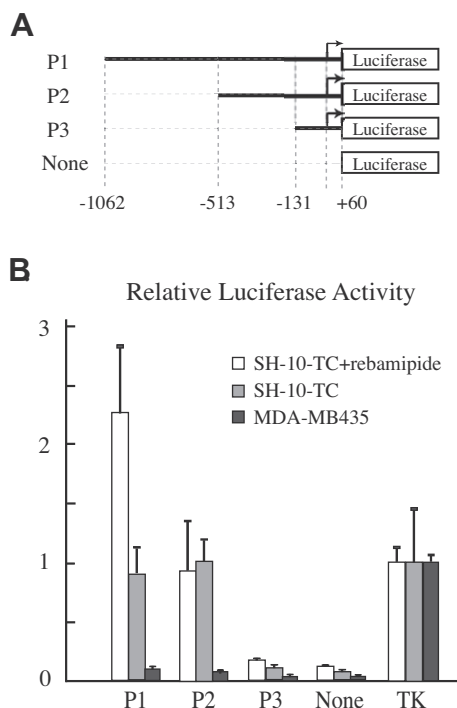 A
P1 Luciferase
P2 Luciferase
P3 Luciferase
None Luciferase
-1062 -513 -131 +60
B
Relative Luciferase Activity
3
SH-10-TC+rebamipide
SH-10-TC
MDA-MB435
2
1
0
P1 P2 P3 None TK